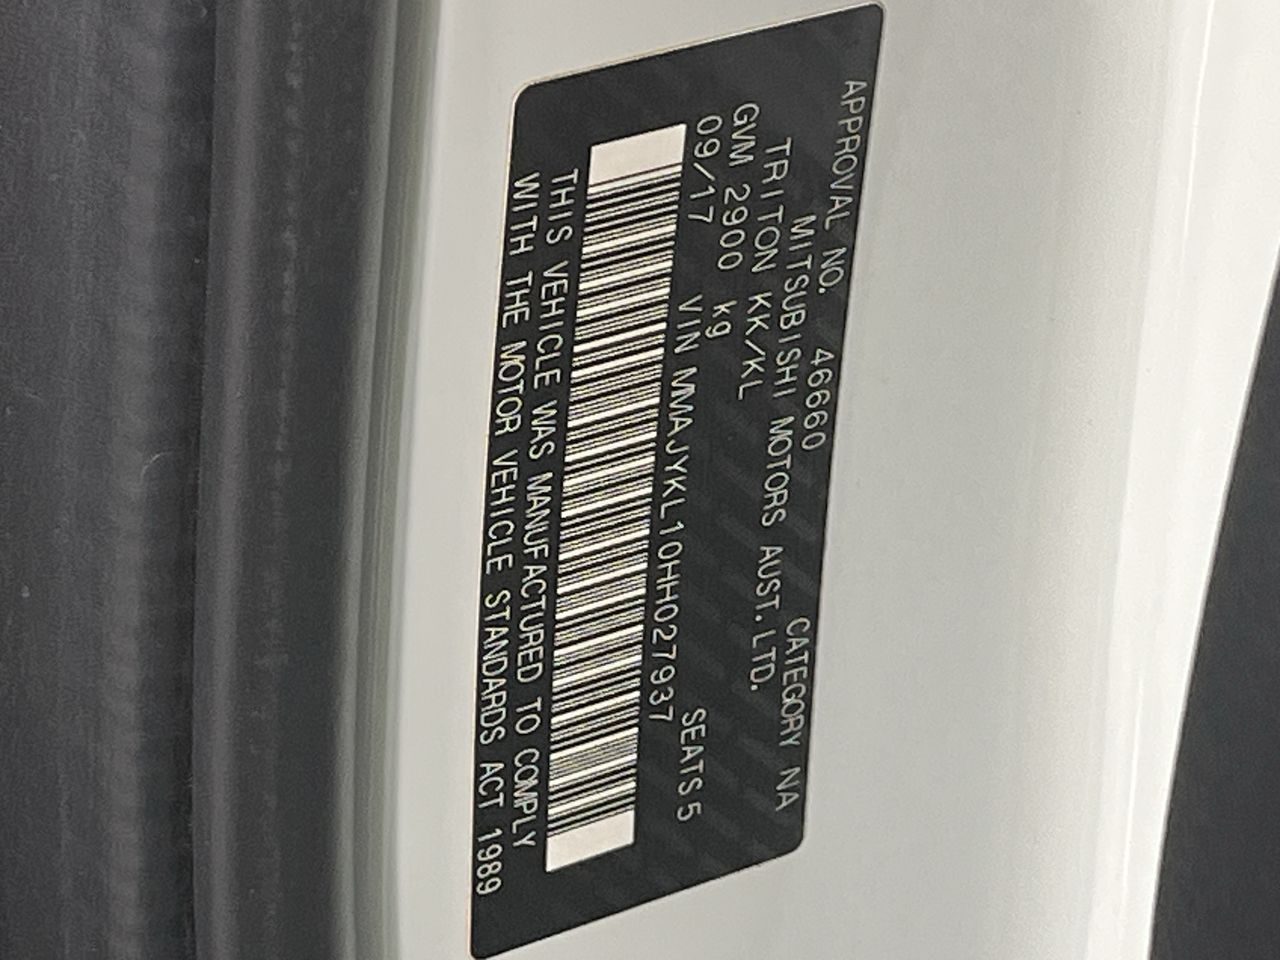 APPROVAL NO. 46660 CATEGORY NA
MITSUBISHI MOTORS AUST.LTD.
TRITON KK/KL
GVM 2900 kg SEATS 5
09/17 VIN MMAJYKL10HH027937
THIS VEHICLE WAS MANUFACTURED TO COMPLY
WITH THE MOTOR VEHICLE STANDARDS ACT 1989